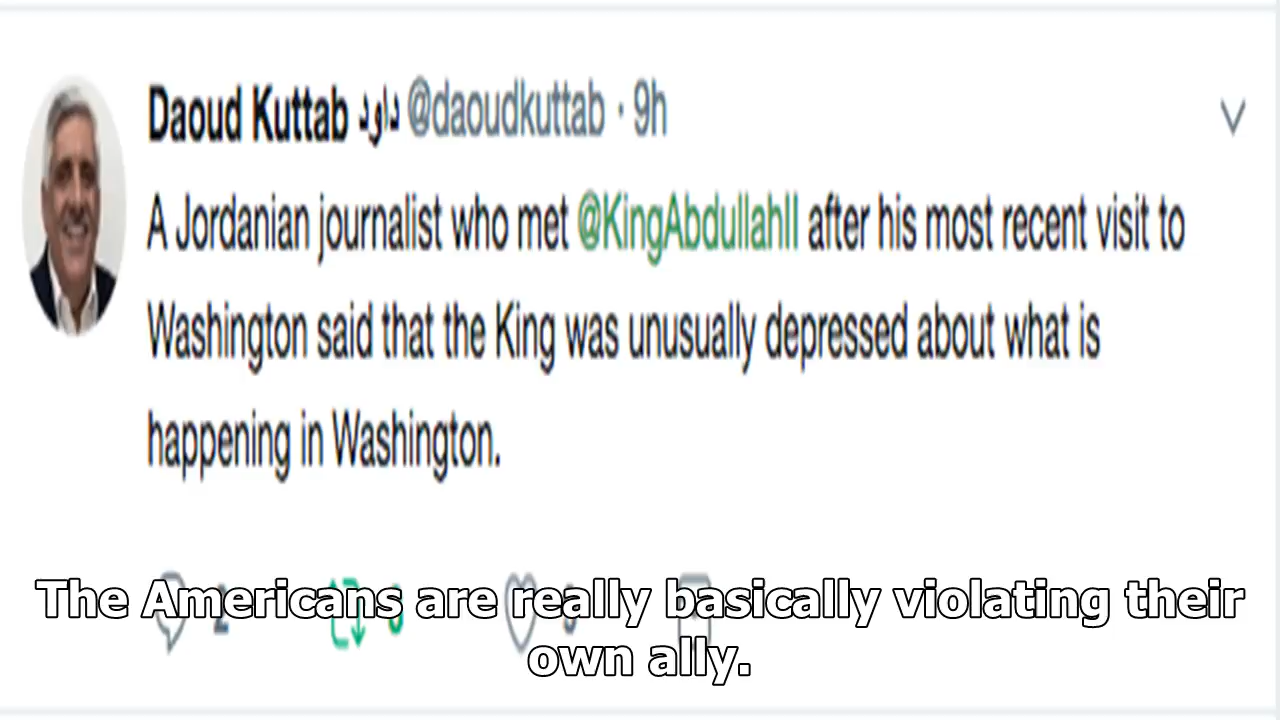 Daoud Kuttab داود @daoudkuttab · 9h
A Jordanian journalist who met @KingAbdullahII after his most recent visit to
Washington said that the King was unusually depressed about what is
happening in Washington.
The Americans are really basically violating their
own ally.